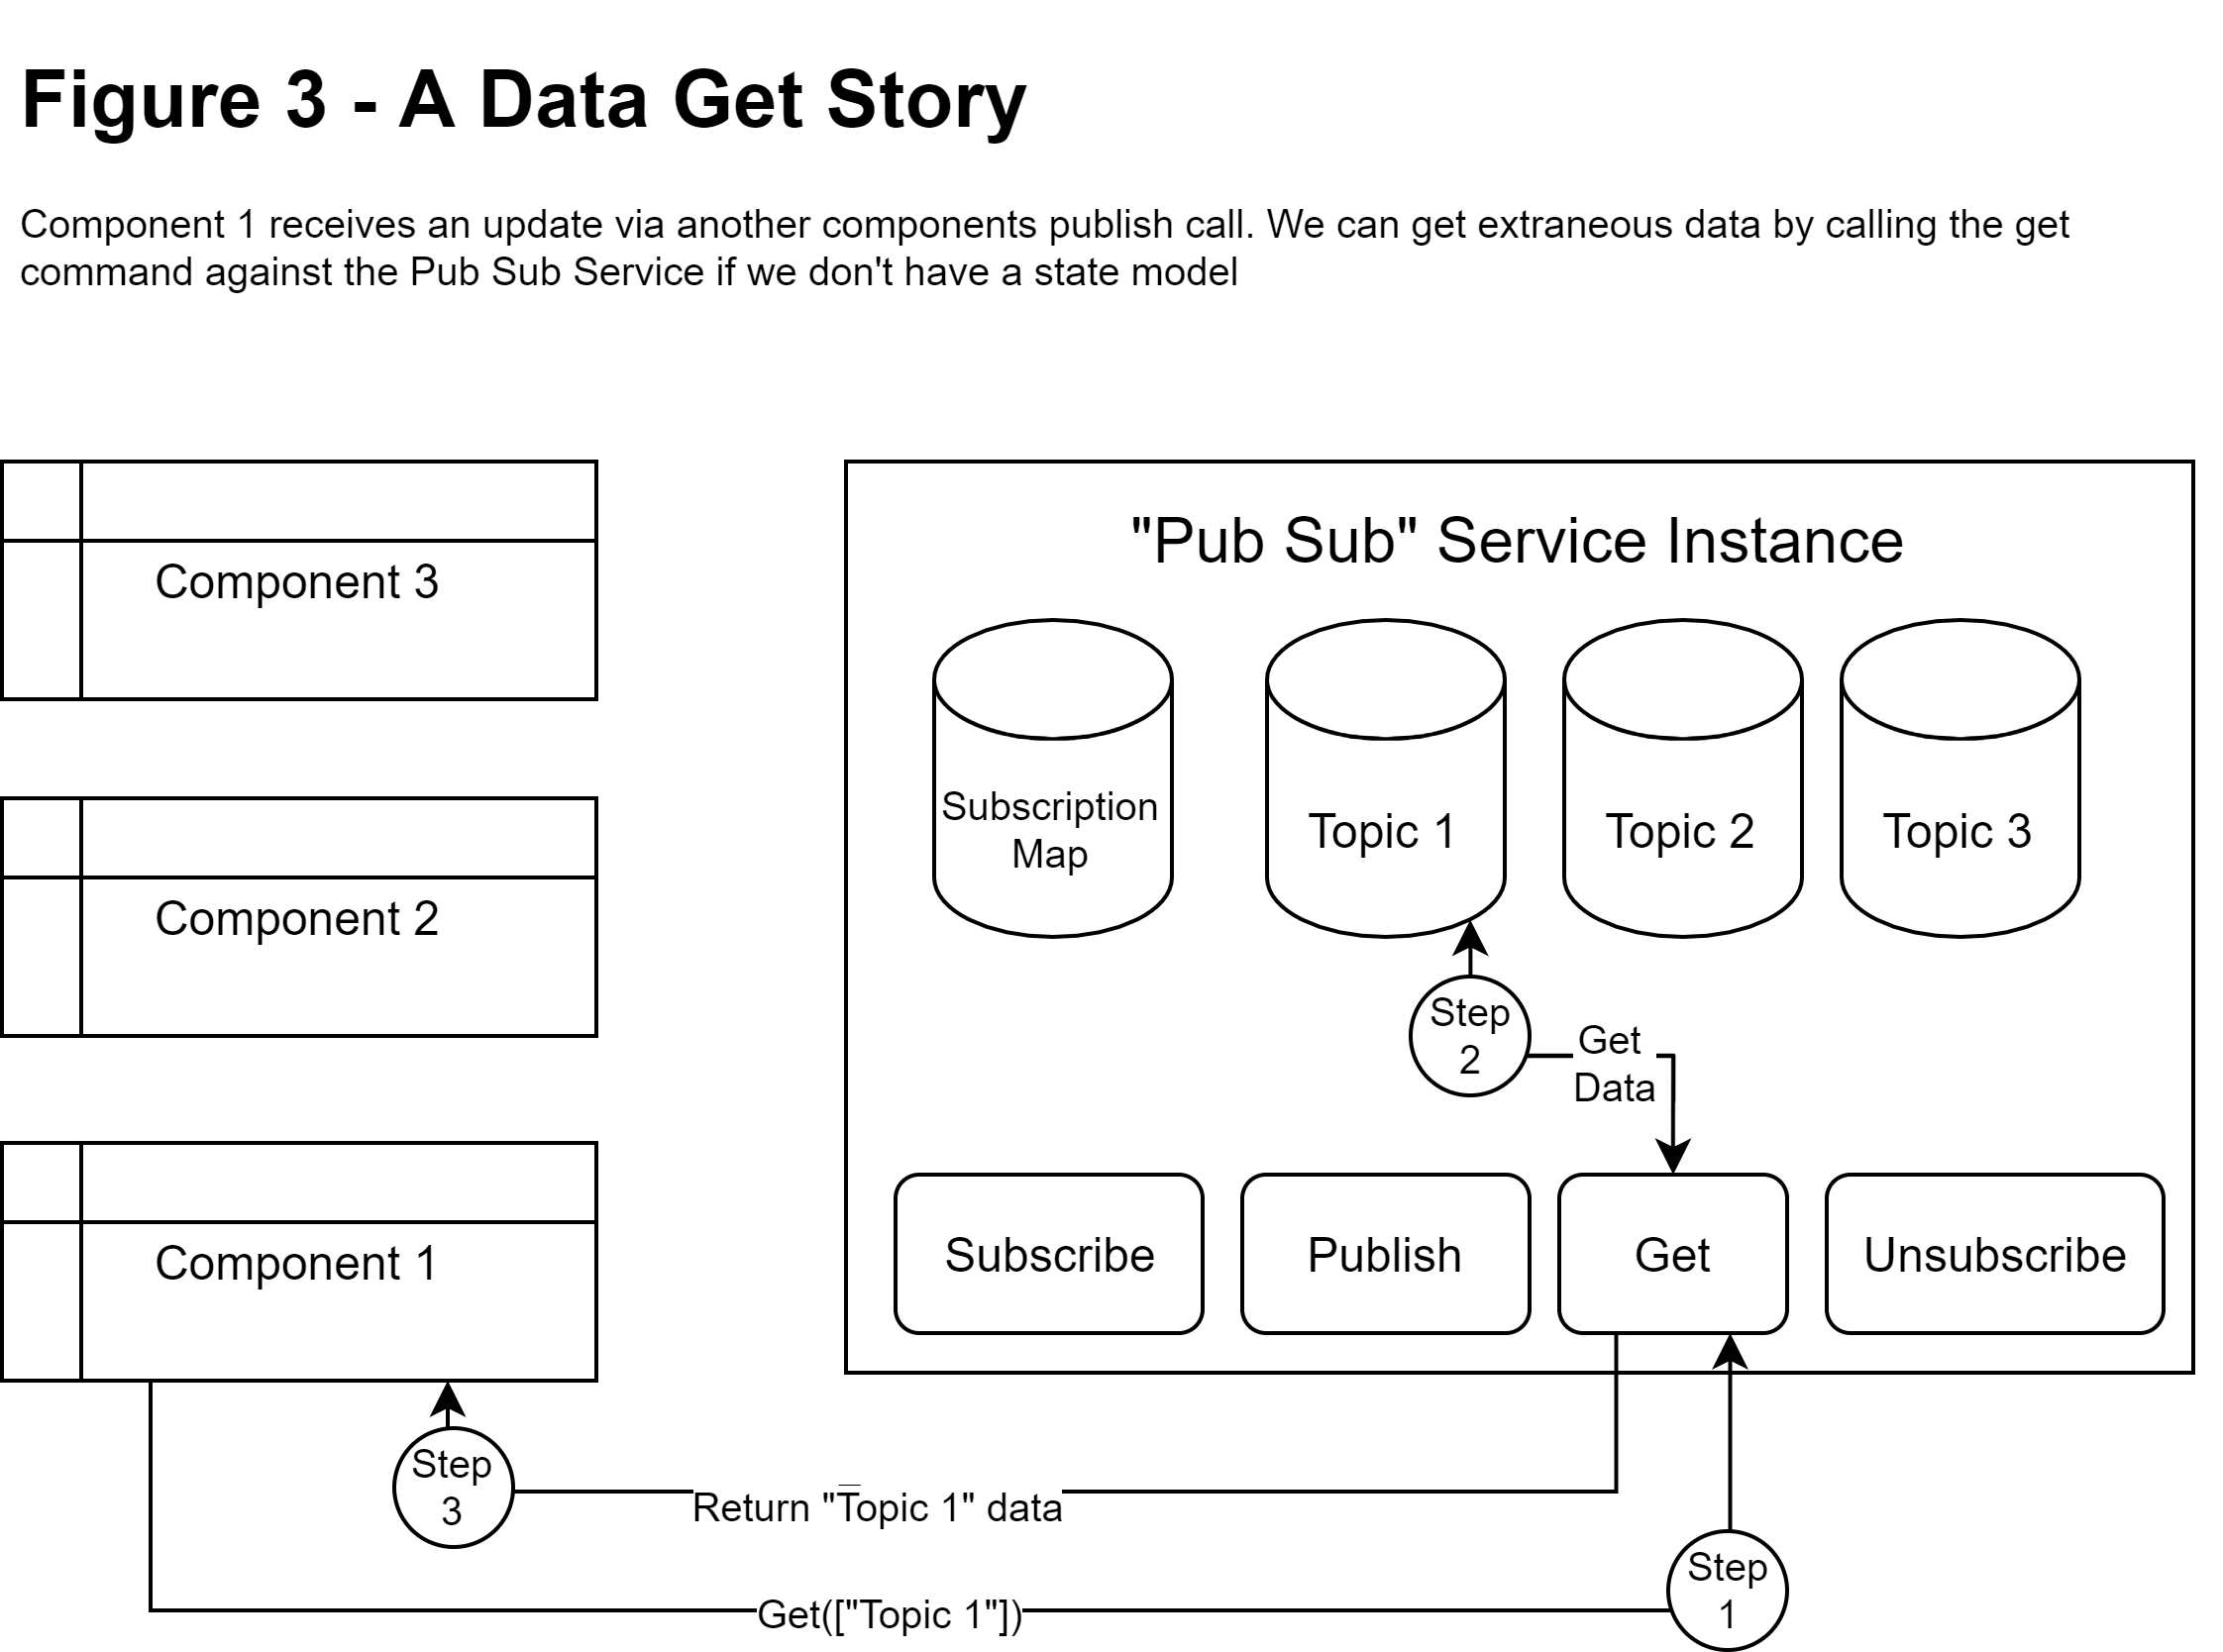 Figure 3 - A Data Get Story
Component 1 receives an update via another components publish call. We can get extraneous data by calling the get
command against the Pub Sub Service if we don't have a state model
Component 3
Component 2
Component 1
"Pub Sub" Service Instance
Subscription
Map
Topic 1
Topic 2
Topic 3
Step
2
Get
Data
Subscribe
Publish
Get
Unsubscribe
Step
3
Return "Topic 1" data
Step
1
Get(["Topic 1"])